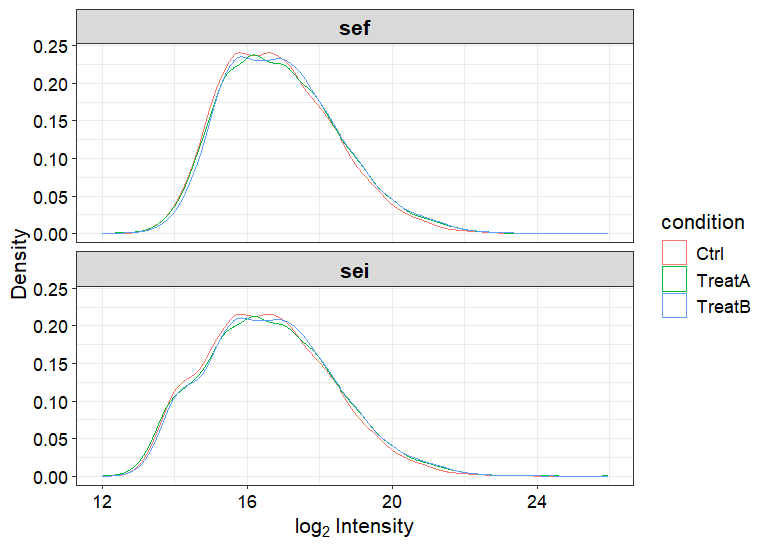 sef
0.25
0.20
0.15
0.10
0.05
0.00
sei
0.25
0.20
0.15
0.10
0.05
0.00
Density
12 16 20 24
log₂ Intensity
condition
Ctrl
TreatA
TreatB